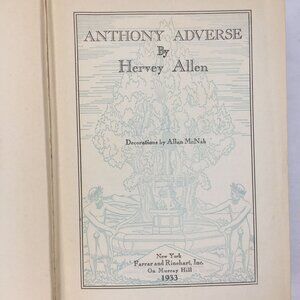 ANTHONY ADVERSE
By
Hervey Allen
Decorations by Allan McNab
New York
Farrar and Rinehart, Inc.
On Murray Hill
1933